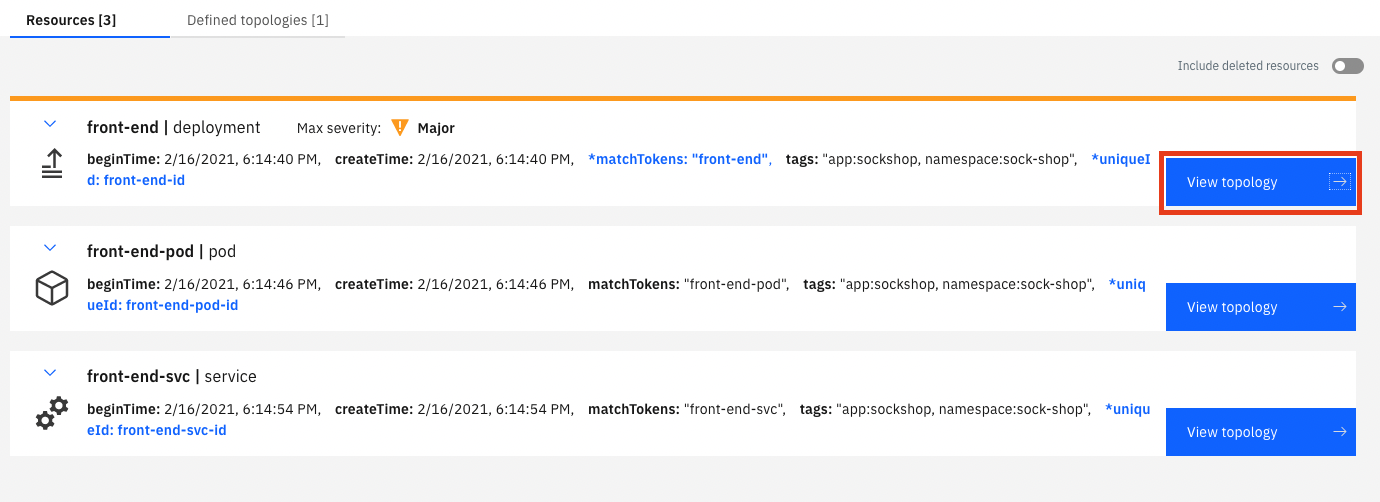 Resources [3] Defined topologies [1]
Include deleted resources
front-end | deployment Max severity: Major
beginTime: 2/16/2021, 6:14:40 PM, createTime: 2/16/2021, 6:14:40 PM, *matchTokens: "front-end", tags: "app:sockshop, namespace:sock-shop", *uniqueI
d: front-end-id
View topology
front-end-pod | pod
beginTime: 2/16/2021, 6:14:46 PM, createTime: 2/16/2021, 6:14:46 PM, matchTokens: "front-end-pod", tags: "app:sockshop, namespace:sock-shop", *uniq
ueId: front-end-pod-id
View topology
front-end-svc | service
beginTime: 2/16/2021, 6:14:54 PM, createTime: 2/16/2021, 6:14:54 PM, matchTokens: "front-end-svc", tags: "app:sockshop, namespace:sock-shop", *uniqu
eId: front-end-svc-id
View topology